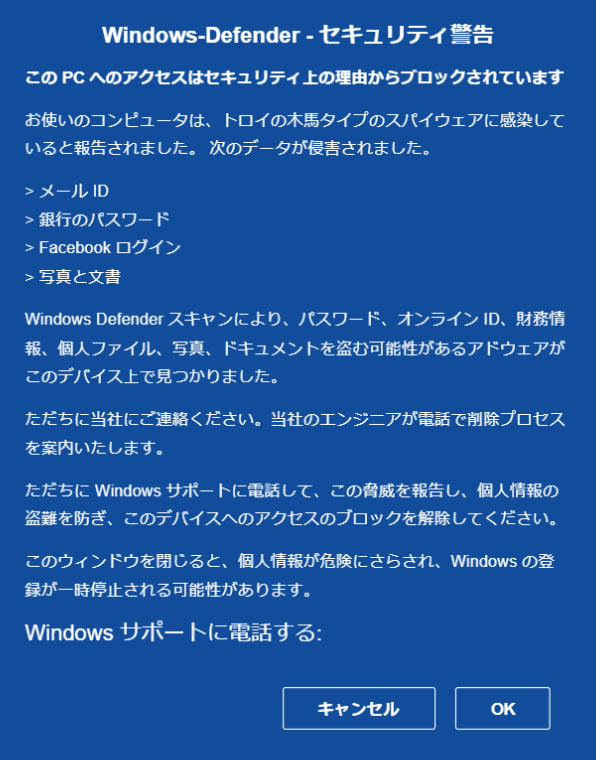 Windows-Defender - セキュリティ警告
この PC へのアクセスはセキュリティ上の理由からブロックされています
お使いのコンピュータは、トロイの木馬タイプのスパイウェアに感染して
いると報告されました。 次のデータが侵害されました。
> メール ID
> 銀行のパスワード
> Facebook ログイン
> 写真と文書
Windows Defender スキャンにより、パスワード、オンライン ID、財務情
報、個人ファイル、写真、ドキュメントを盗む可能性があるアドウェアが
このデバイス上で見つかりました。
ただちに当社にご連絡ください。当社のエンジニアが電話で削除プロセス
を案内いたします。
ただちに Windows サポートに電話して、この脅威を報告し、個人情報の
盗難を防ぎ、このデバイスへのアクセスのブロックを解除してください。
このウィンドウを閉じると、個人情報が危険にさらされ、Windows の登
録が一時停止される可能性があります。
Windows サポートに電話する:
キャンセル
OK